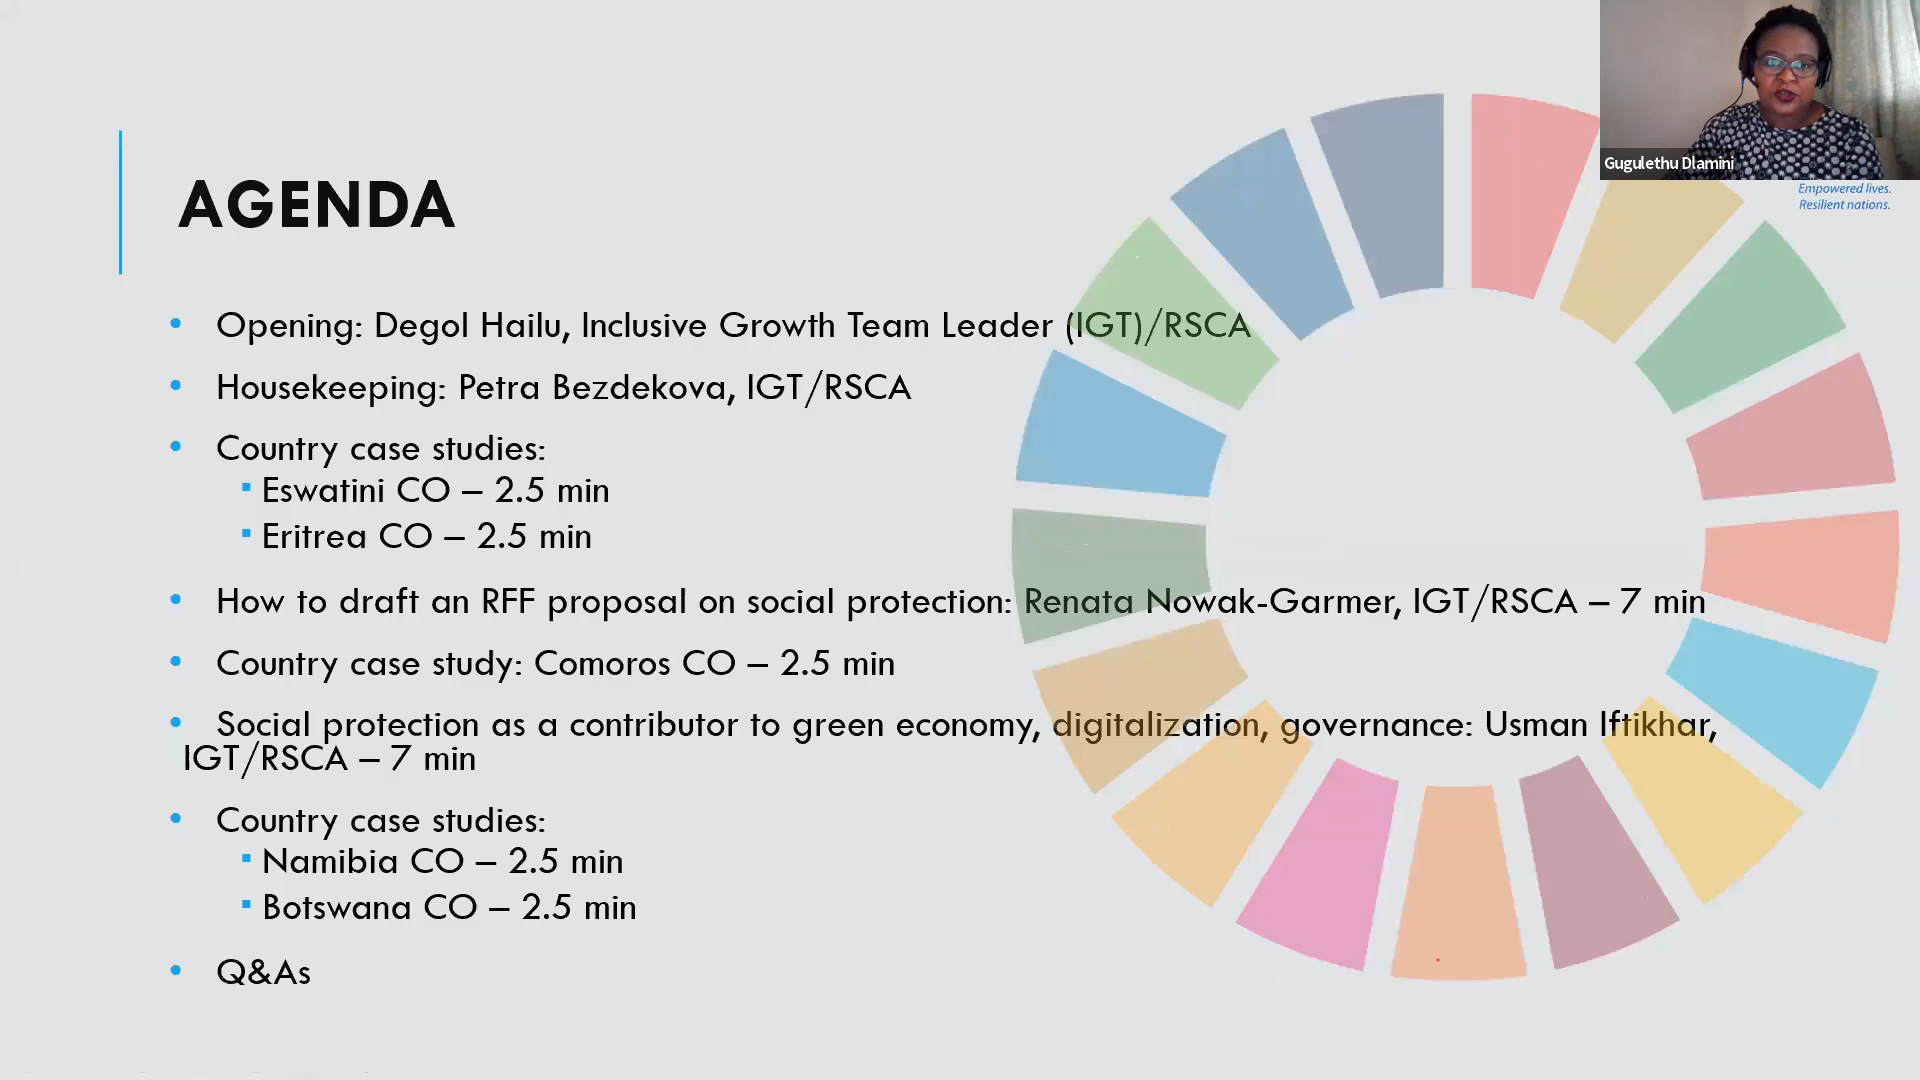 Gugulethu Dlamini
Empowered lives.
Resilient nations.
AGENDA
Opening: Degol Hailu, Inclusive Growth Team Leader (IGT)/RSCA
Housekeeping: Petra Bezdekova, IGT/RSCA
Country case studies:
Eswatini CO – 2.5 min
Eritrea CO – 2.5 min
How to draft an RFF proposal on social protection: Renata Nowak-Garmer, IGT/RSCA – 7 min
Country case study: Comoros CO – 2.5 min
Social protection as a contributor to green economy, digitalization, governance: Usman Iftikhar,
IGT/RSCA – 7 min
Country case studies:
Namibia CO – 2.5 min
Botswana CO – 2.5 min
Q&As